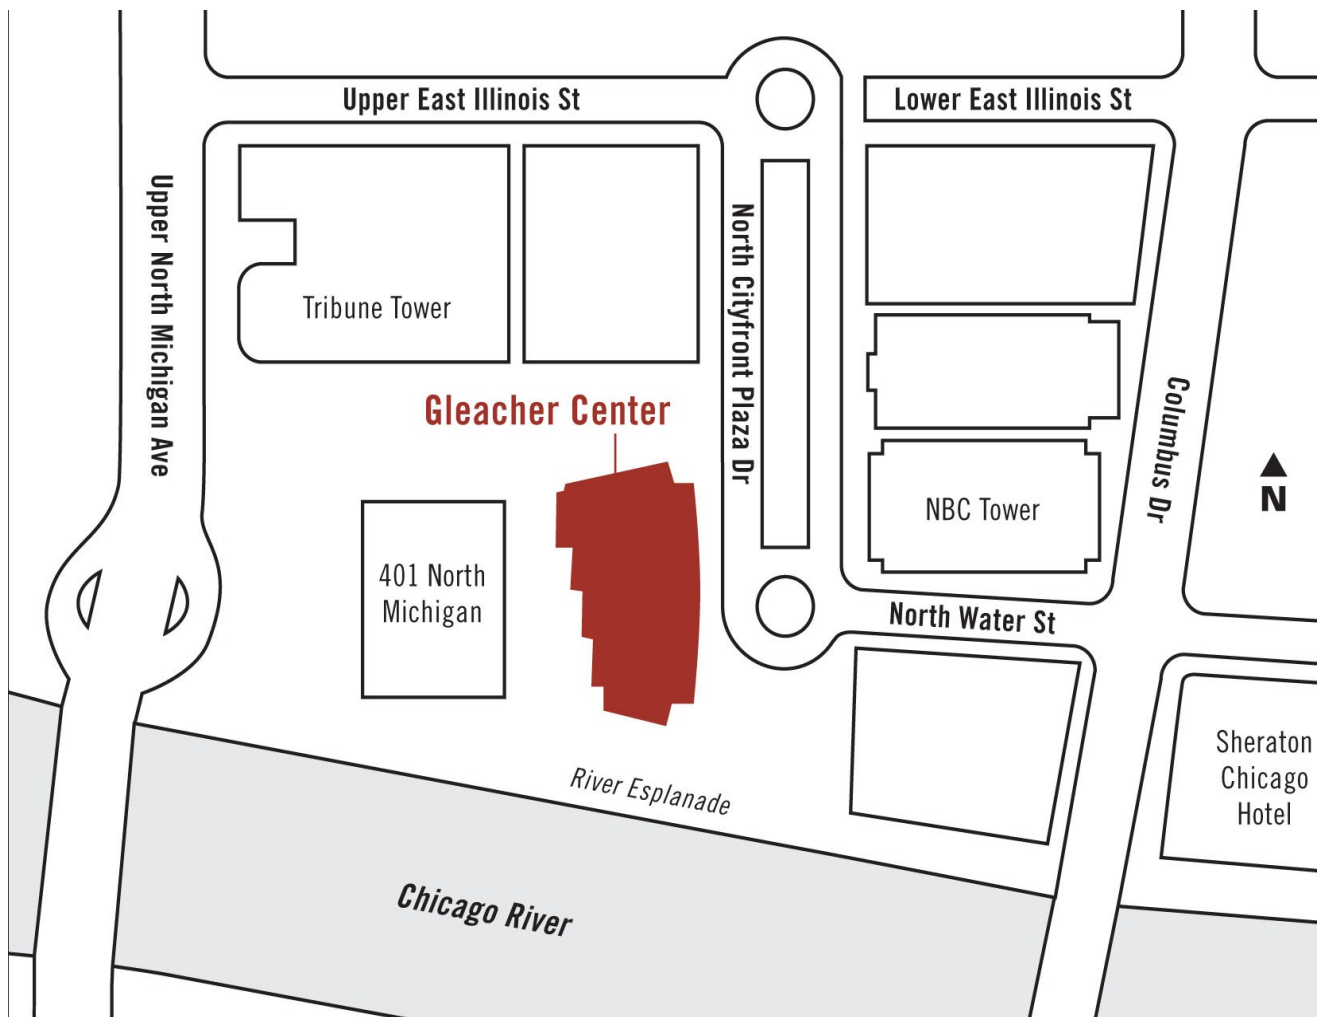 Upper East Illinois St
Lower East Illinois St
Upper North Michigan Ave
North Cityfront Plaza Dr
Tribune Tower
Gleacher Center
Columbus Dr
N
NBC Tower
401 North
Michigan
North Water St
Sheraton
Chicago
Hotel
River Esplanade
Chicago River